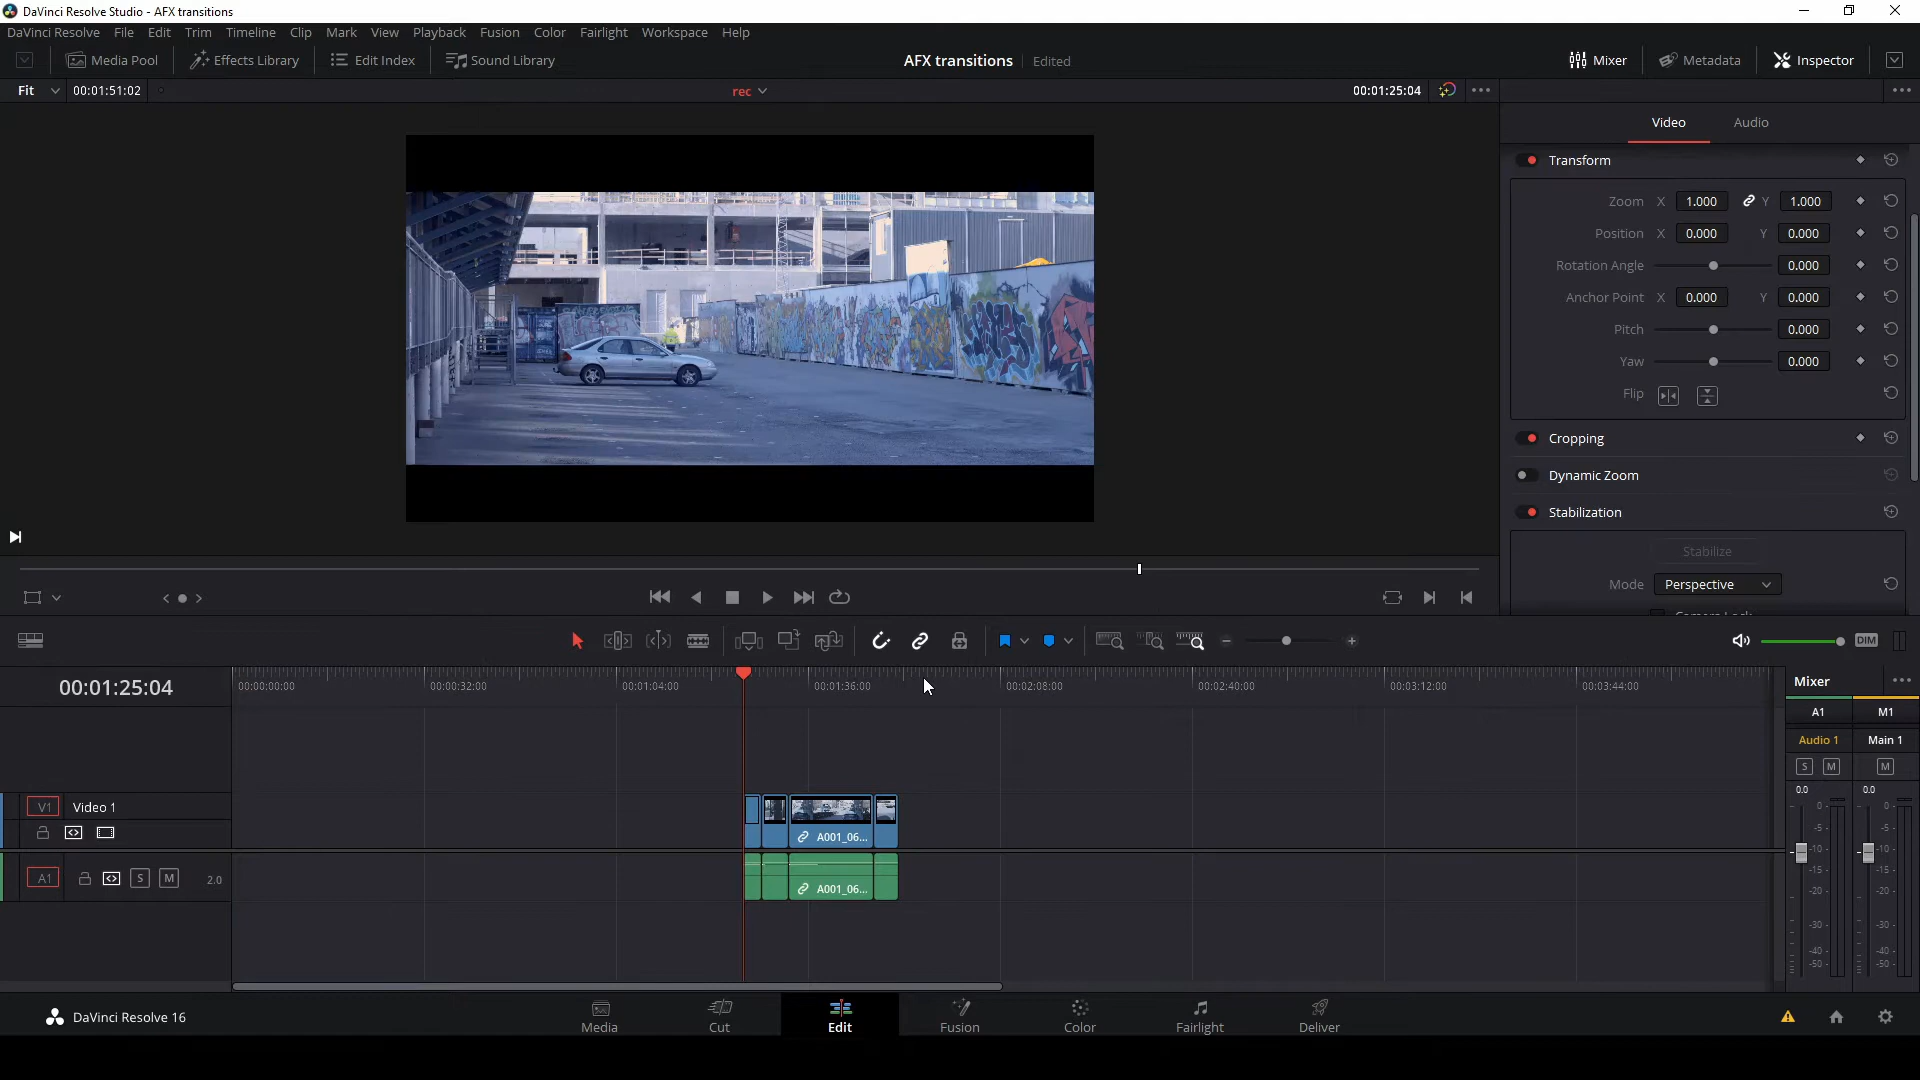 DaVinci Resolve Studio - AFX transitions
DaVinci Resolve File Edit Trim Timeline Clip Mark View Playback Fusion Color Fairlight Workspace Help
Media Pool Effects Library Edit Index Sound Library AFX transitions Edited Mixer Metadata Inspector
Fit 00:01:51:02 rec 00:01:25:04
Video Audio
Transform
Zoom X 1.000 Y 1.000
Position X 0.000 Y 0.000
Rotation Angle 0.000
Anchor Point X 0.000 Y 0.000
Pitch 0.000
Yaw 0.000
Flip
Cropping
Dynamic Zoom
Stabilization
Stabilize
Mode Perspective
Camera Lock
DIM
00:01:25:04 00:00:00:00 00:00:32:00 00:01:04:00 00:01:36:00 00:02:08:00 00:02:40:00 00:03:12:00 00:03:44:00
Mixer
A1 M1
Audio 1 Main 1
S M M
0.0 0.0
V1 Video 1
A001_06...
A1 S M 2.0
A001_06...
0- 0-
-5- -5-
-10- -10-
-15- -15-
-20- -20-
-30- -30-
-40- -40-
-50- -50-
DaVinci Resolve 16 Media Cut Edit Fusion Color Fairlight Deliver